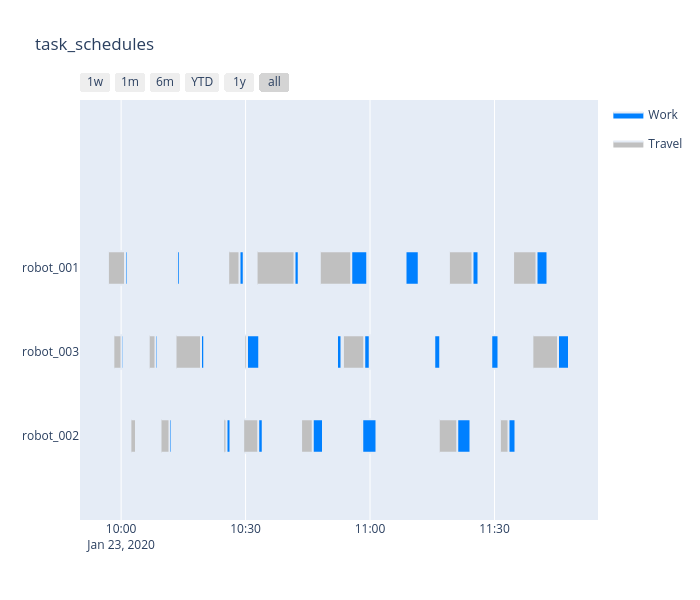 task_schedules
1w 1m 6m YTD 1y all
Work
Travel
robot_001
robot_003
robot_002
10:00 10:30 11:00 11:30
Jan 23, 2020